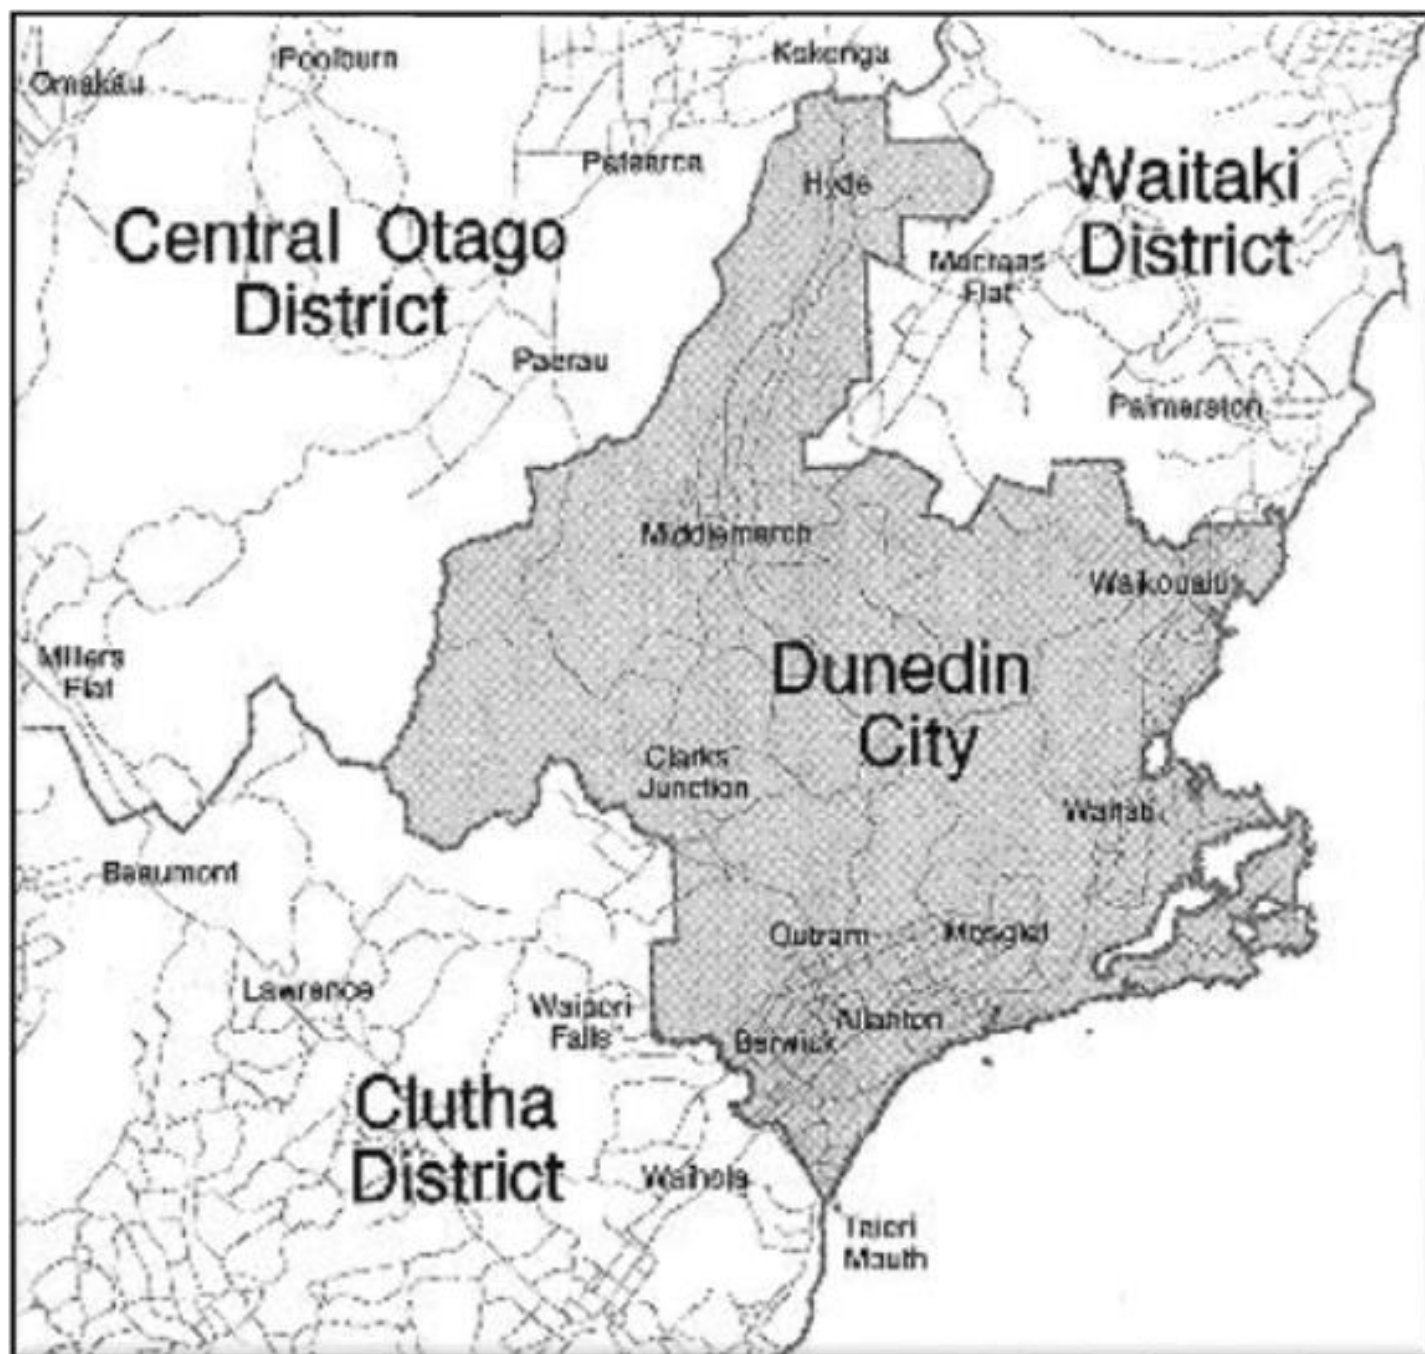 Poolburn
Kokonga
Omakau
Patearoa
Hyde
Waitaki
District
Central Otago
District
Macraes
Flat
Paerau
Palmerston
Middlemarch
Waikouaiti
Millers
Flat
Dunedin
City
Clarks
Junction
Waitati
Beaumont
Outram
Mosgiel
Lawrence
Waipori
Falls
Allanton
Berwick
Clutha
District
Waihola
Taieri
Mouth